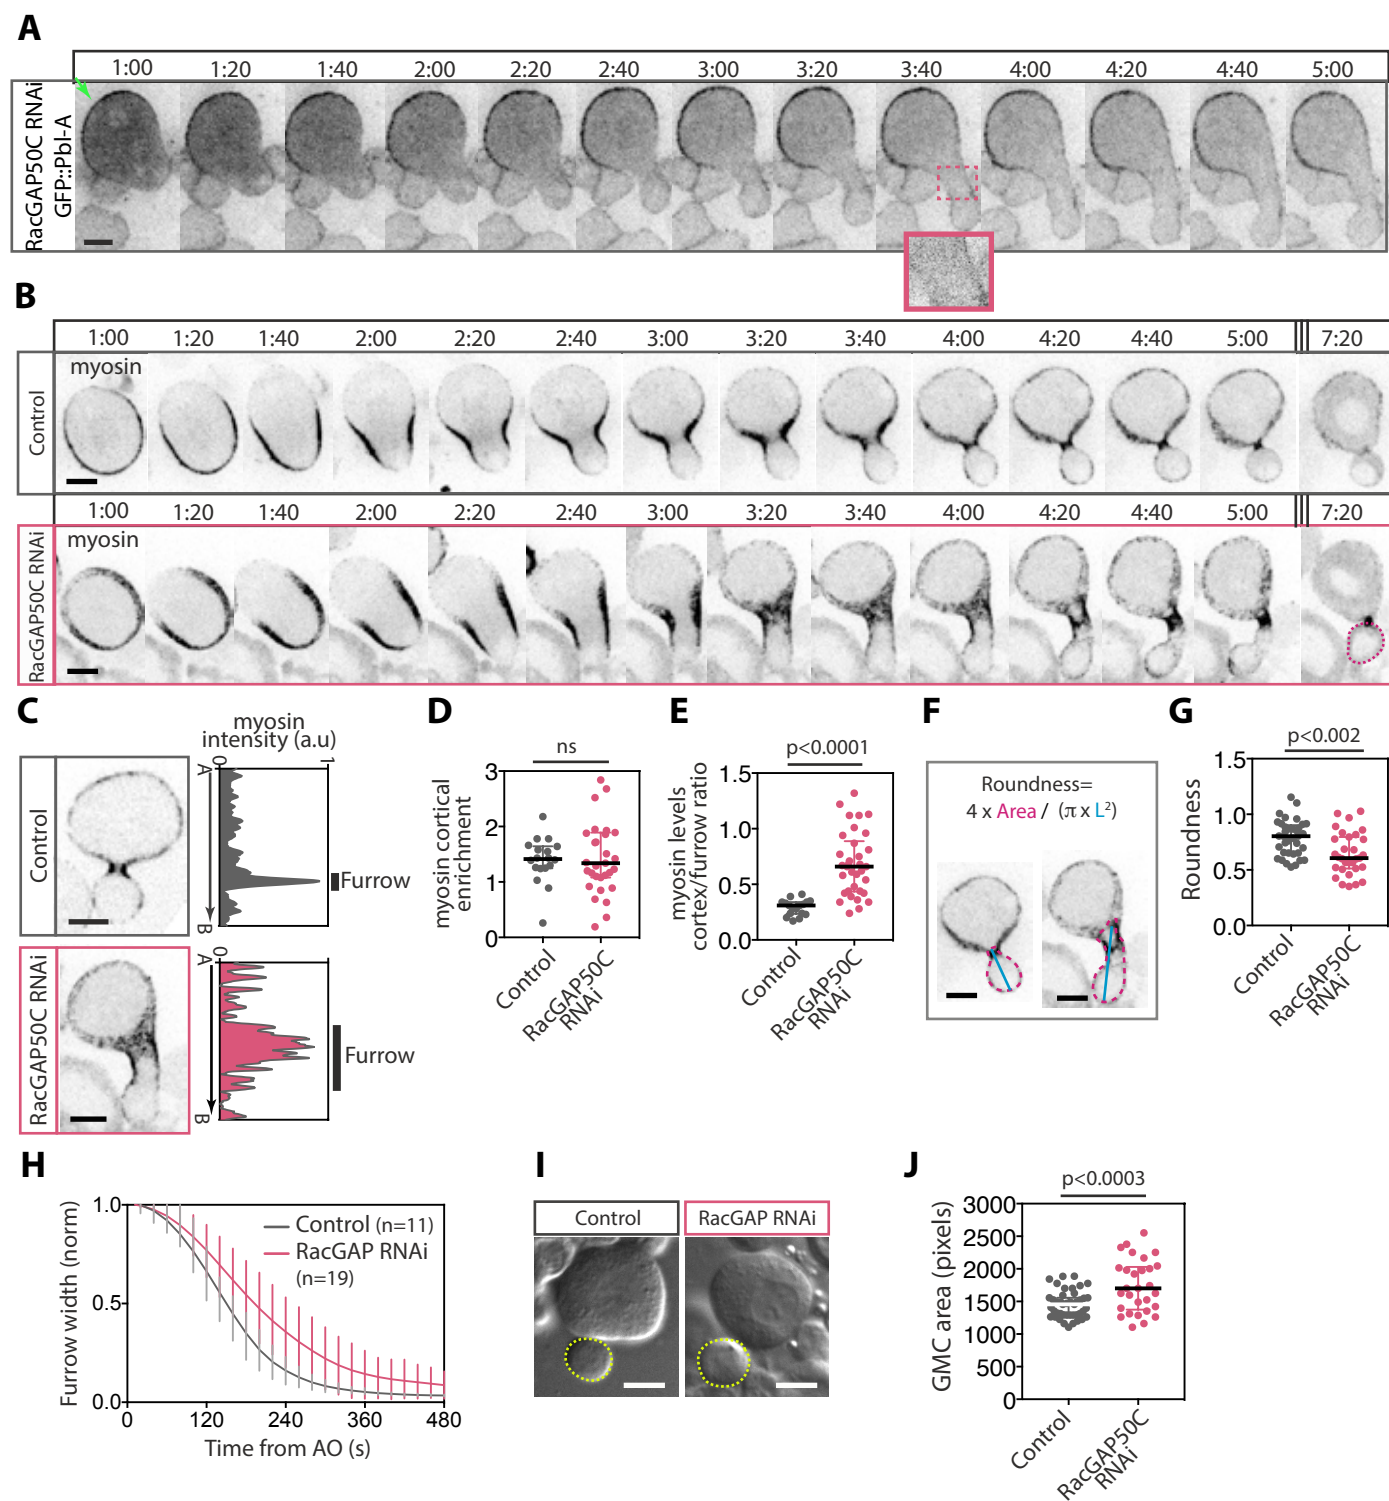 A
1:00 1:20 1:40 2:00 2:20 2:40 3:00 3:20 3:40 4:00 4:20 4:40 5:00
RacGAP50C RNAi
GFP::Pbl-A
B
1:00 1:20 1:40 2:00 2:20 2:40 3:00 3:20 3:40 4:00 4:20 4:40 5:00 7:20
Control
myosin
1:00 1:20 1:40 2:00 2:20 2:40 3:00 3:20 3:40 4:00 4:20 4:40 5:00 7:20
RacGAP50C RNAi
myosin
C
myosin
intensity (a.u)
0 1
Control
A
B
Furrow
RacGAP50C RNAi
0
A
B
Furrow
D
ns
myosin cortical
enrichment
3
2
1
0
Control
RacGAP50C
RNAi
E
p<0.0001
myosin levels
cortex/furrow ratio
1.5
1.0
0.5
0.0
Control
RacGAP50C
RNAi
F
Roundness=
4 x Area / (π x L²)
G
p<0.002
Roundness
1.5
1.0
0.5
0.0
Control
RacGAP50C
RNAi
H
Furrow width (norm)
1.0
0.5
0.0
Control (n=11)
RacGAP RNAi
(n=19)
0 120 240 360 480
Time from AO (s)
I
Control
RacGAP RNAi
J
p<0.0003
GMC area (pixels)
3000
2500
2000
1500
1000
500
0
Control
RacGAP50C
RNAi